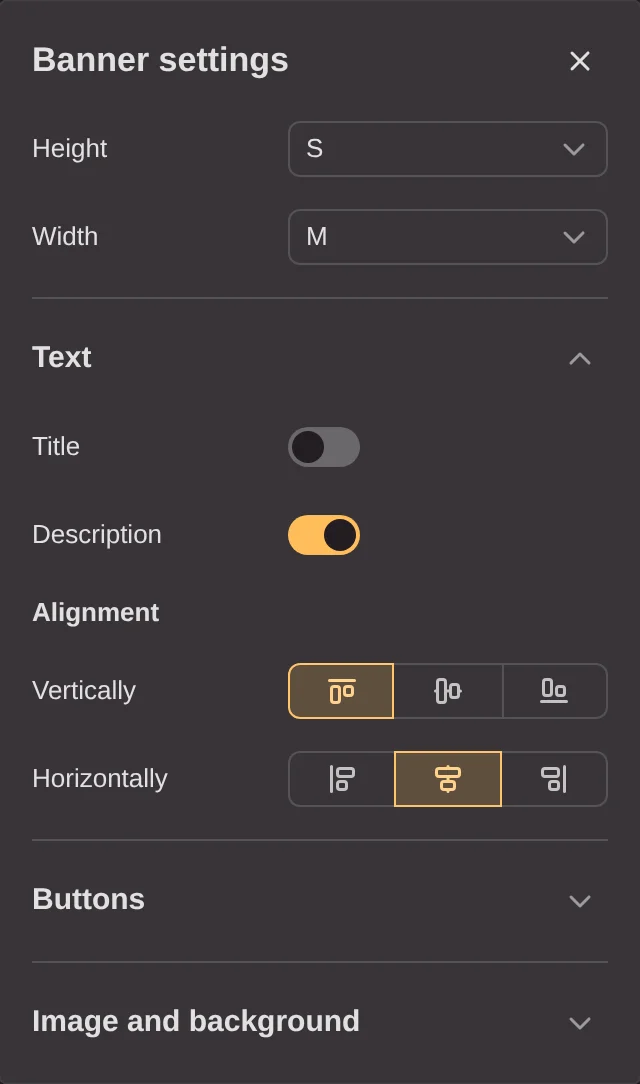 Banner settings
Height
S
Width
M
Text
Title
Description
Alignment
Vertically
Horizontally
Buttons
Image and background